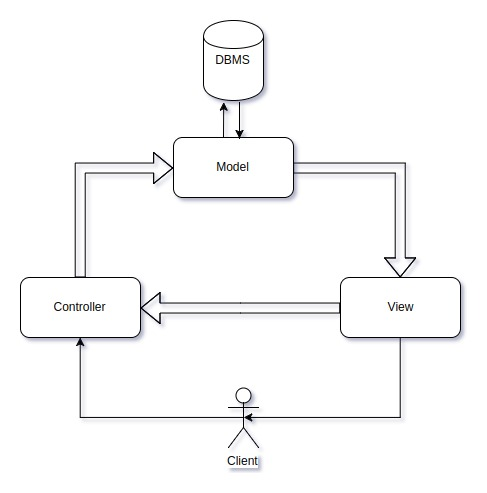 DBMS
Model
Controller
View
Client